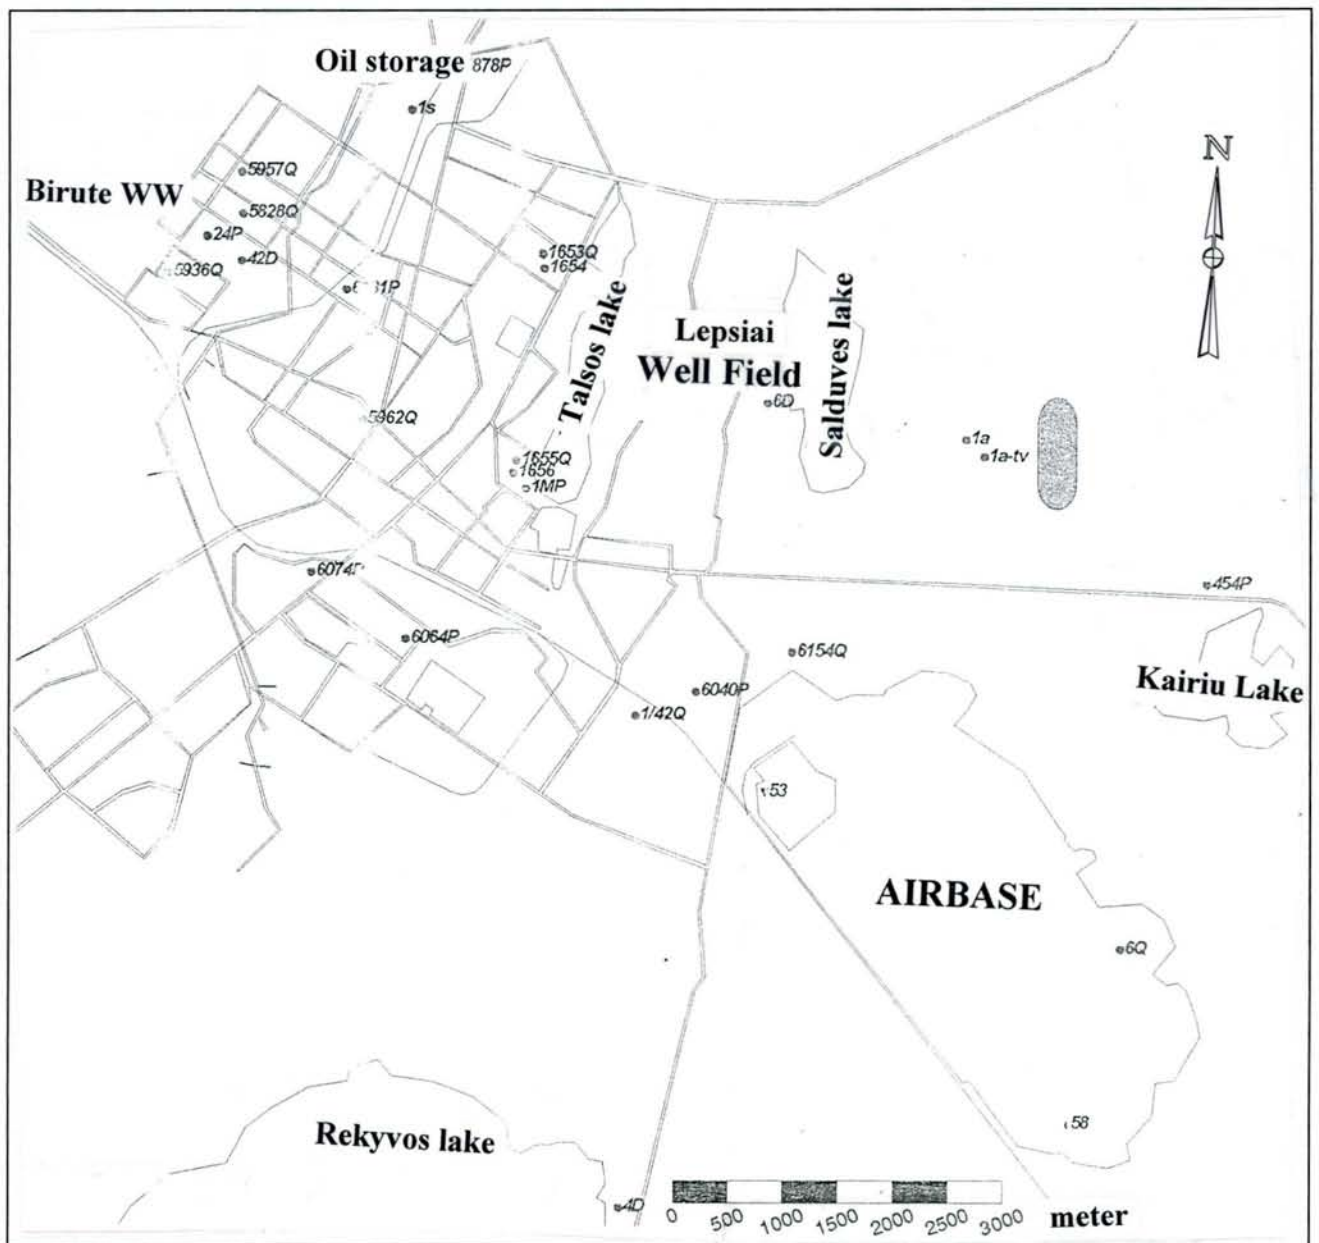 Oil storage 878P
1s
5957Q
Birute WW
5828Q
24P
1653Q
42D
1654
5936Q
N
Talsos lake
Lepsiai
Well Field
Salduves lake
6D
5962Q
1a
1655Q
1a-tv
1656
1MP
6074P
454P
6064P
6154Q
Kairiu Lake
6040P
1/42Q
53
AIRBASE
6Q
58
Rekyvos lake
4D
0 500 1000 1500 2000 2500 3000 meter